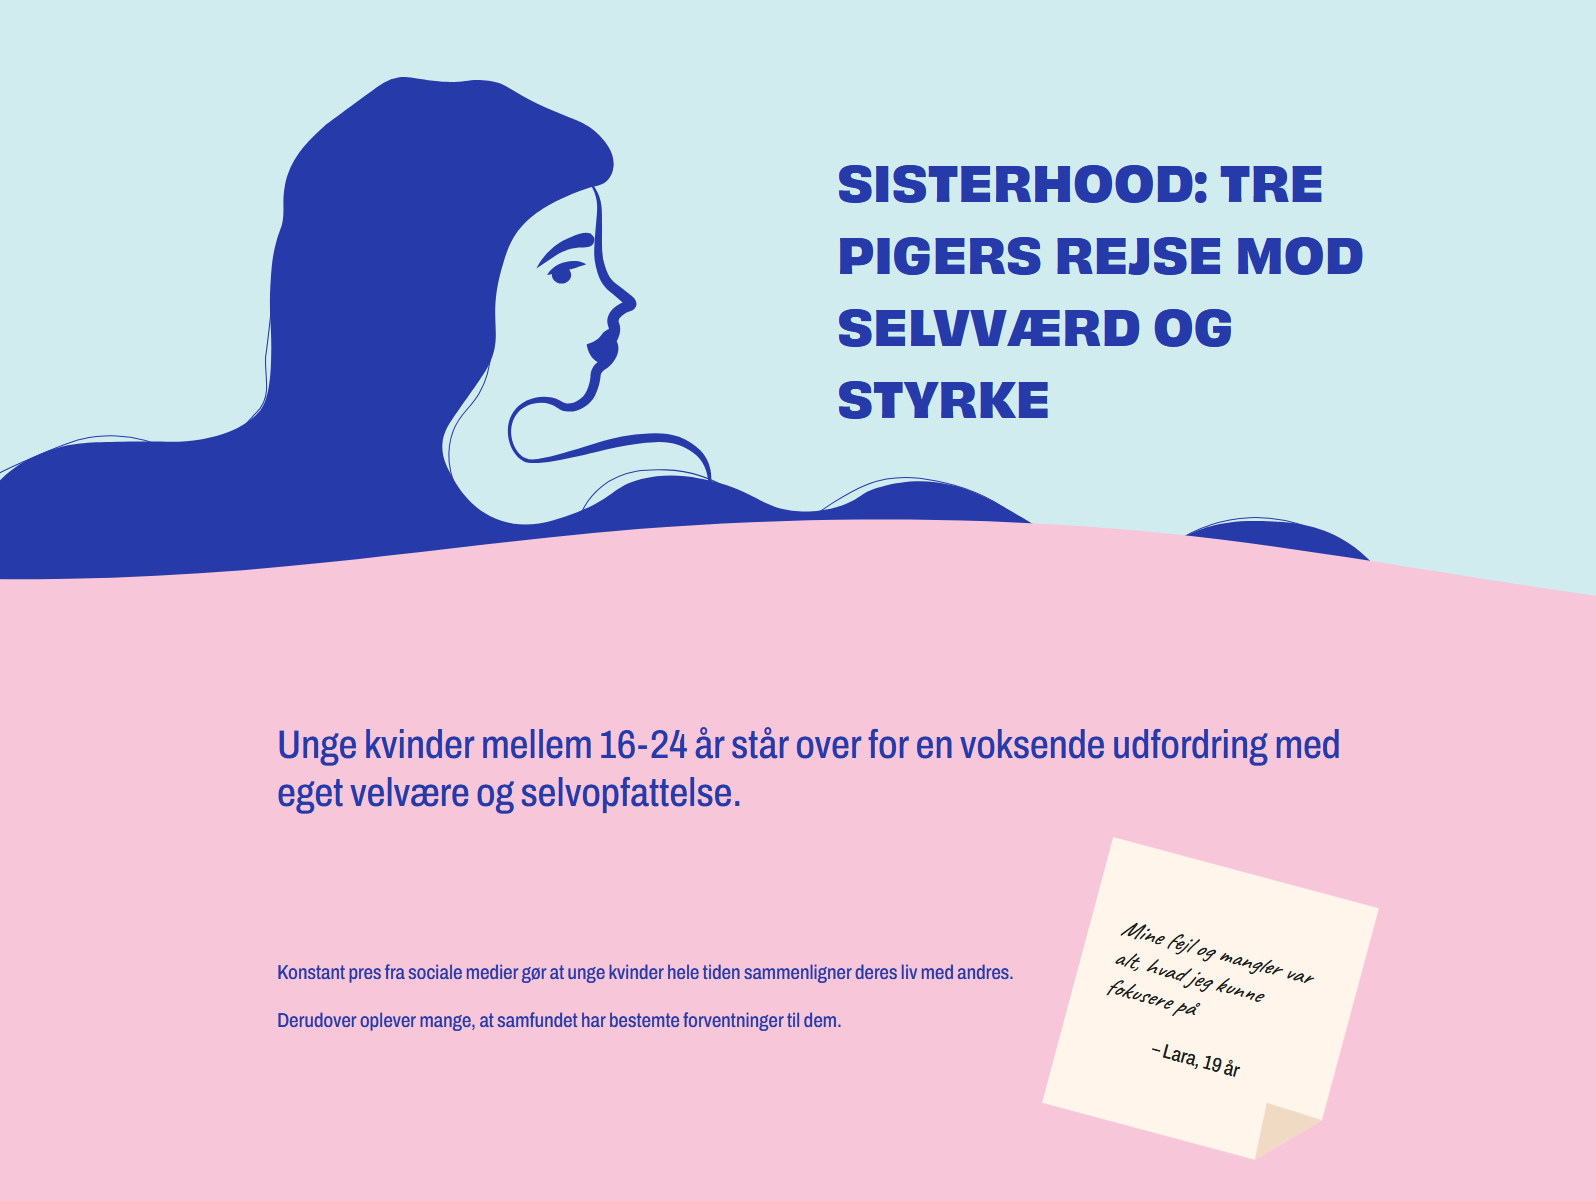 SISTERHOOD: TRE
PIGERS REJSE MOD
SELVVÆRD OG
STYRKE
Unge kvinder mellem 16-24 år står over for en voksende udfordring med
eget velvære og selvopfattelse.
Konstant pres fra sociale medier gør at unge kvinder hele tiden sammenligner deres liv med andres.
Derudover oplever mange, at samfundet har bestemte forventninger til dem.
Mine fejl og mangler var
alt, hvad jeg kunne
fokusere på
– Lara, 19 år